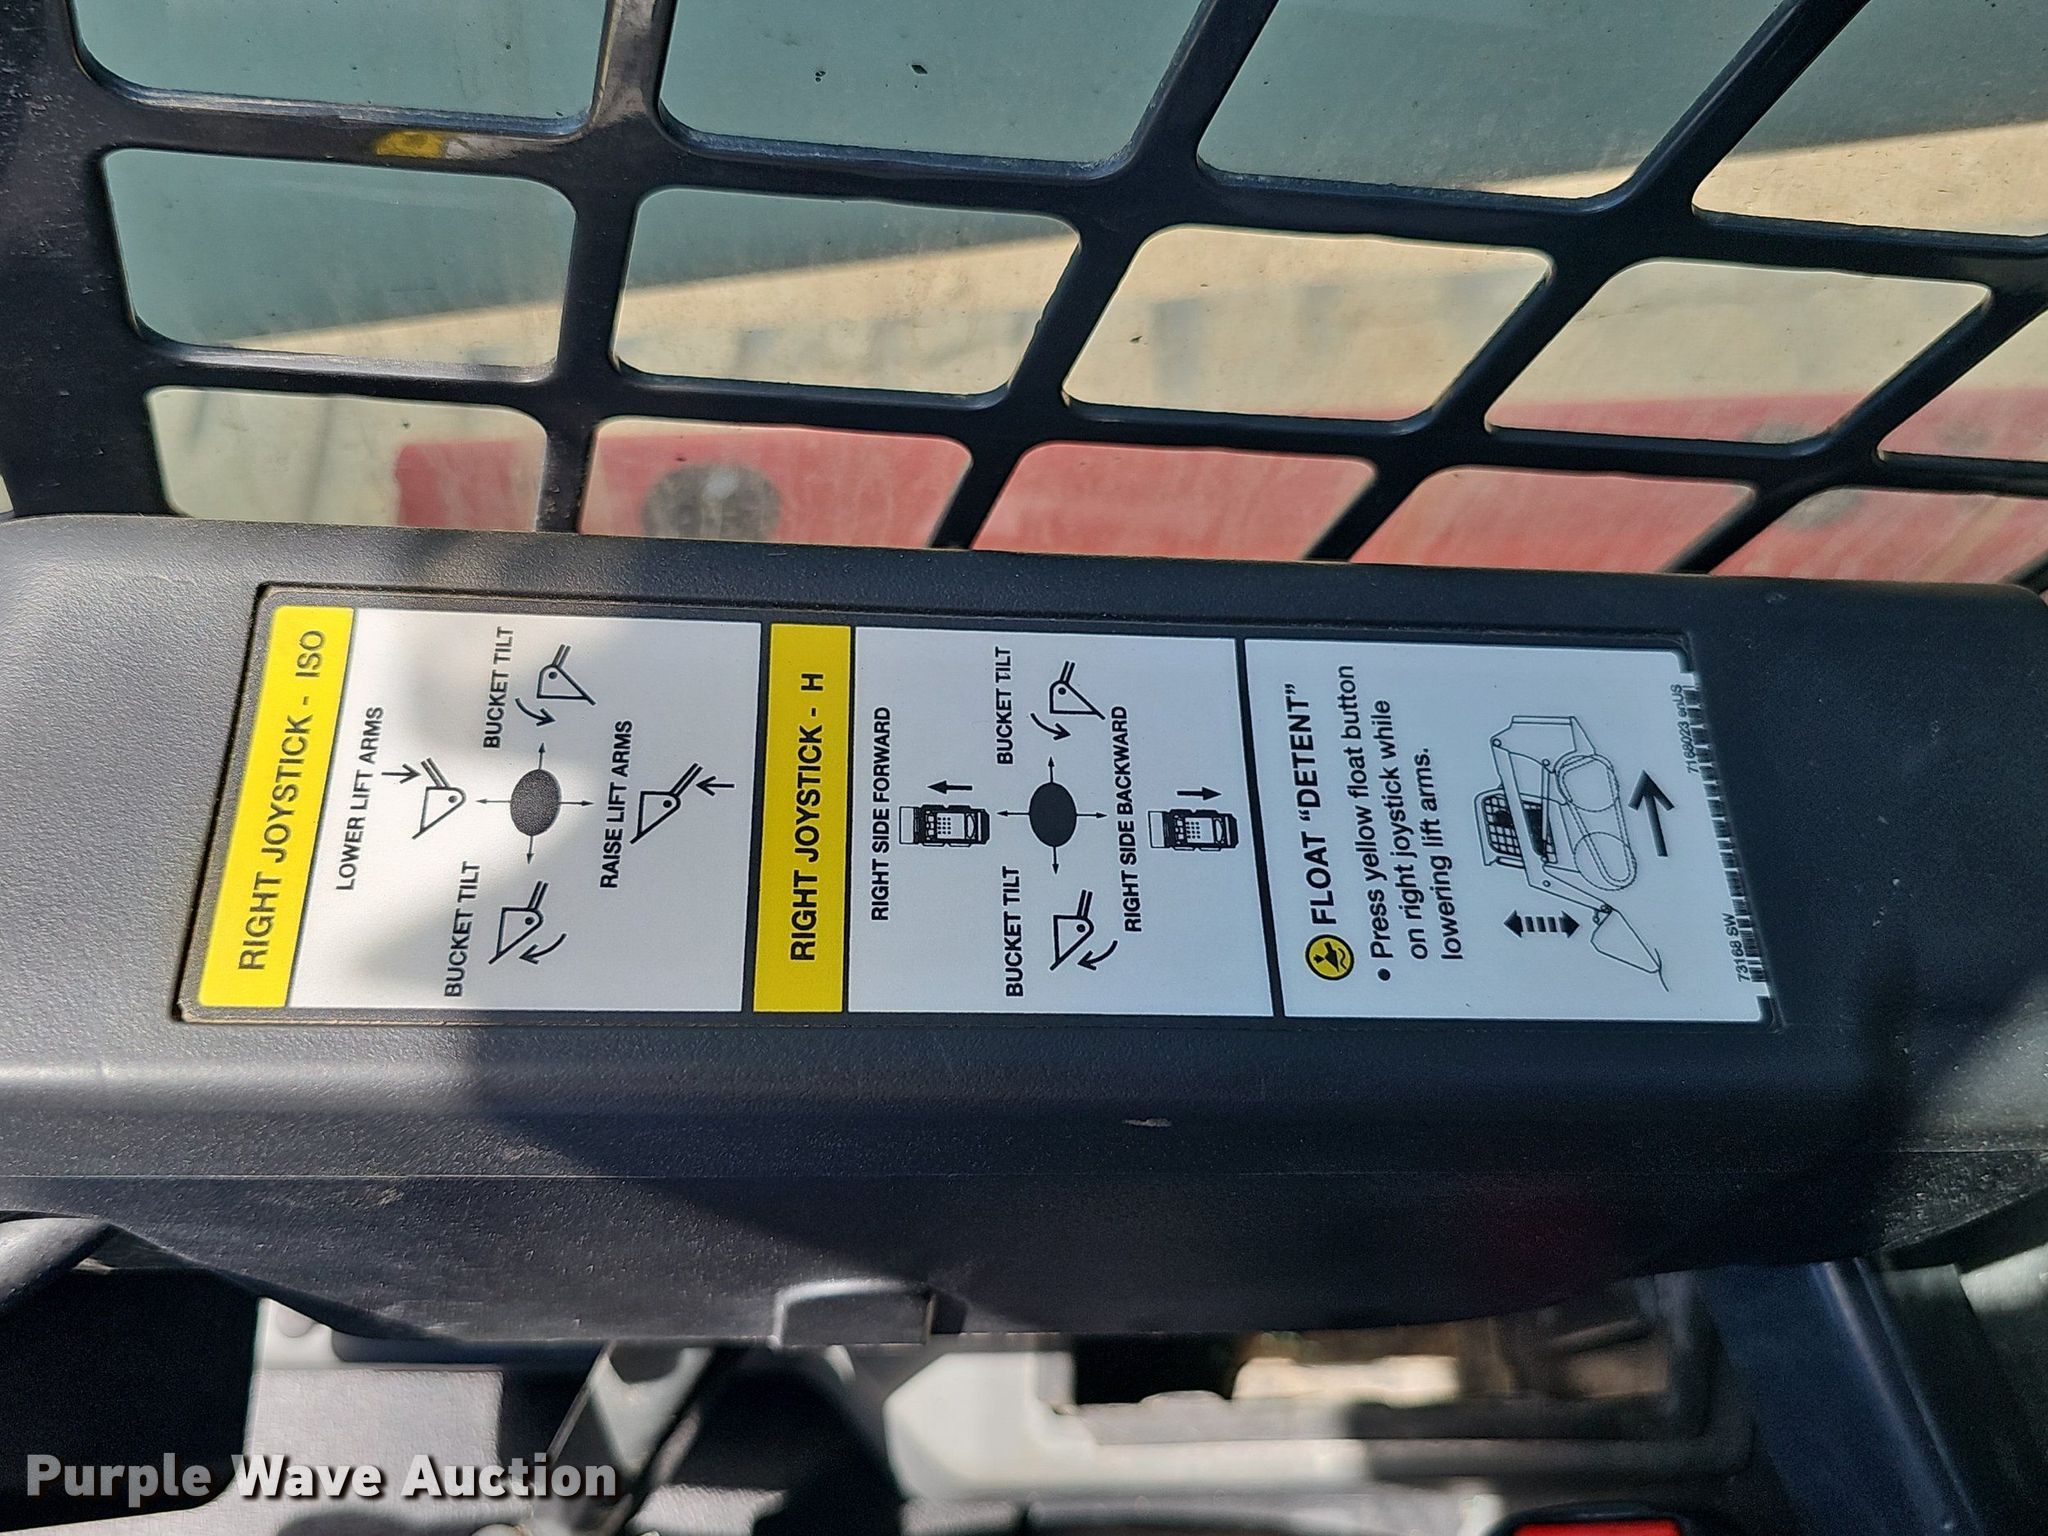 RIGHT JOYSTICK - ISO
LOWER LIFT ARMS
BUCKET TILT
BUCKET TILT
RAISE LIFT ARMS
RIGHT JOYSTICK - H
RIGHT SIDE FORWARD
BUCKET TILT
BUCKET TILT
RIGHT SIDE BACKWARD
FLOAT “DETENT”
• Press yellow float button
on right joystick while
lowering lift arms.
73168 SW
7168023 enUS
Purple Wave Auction